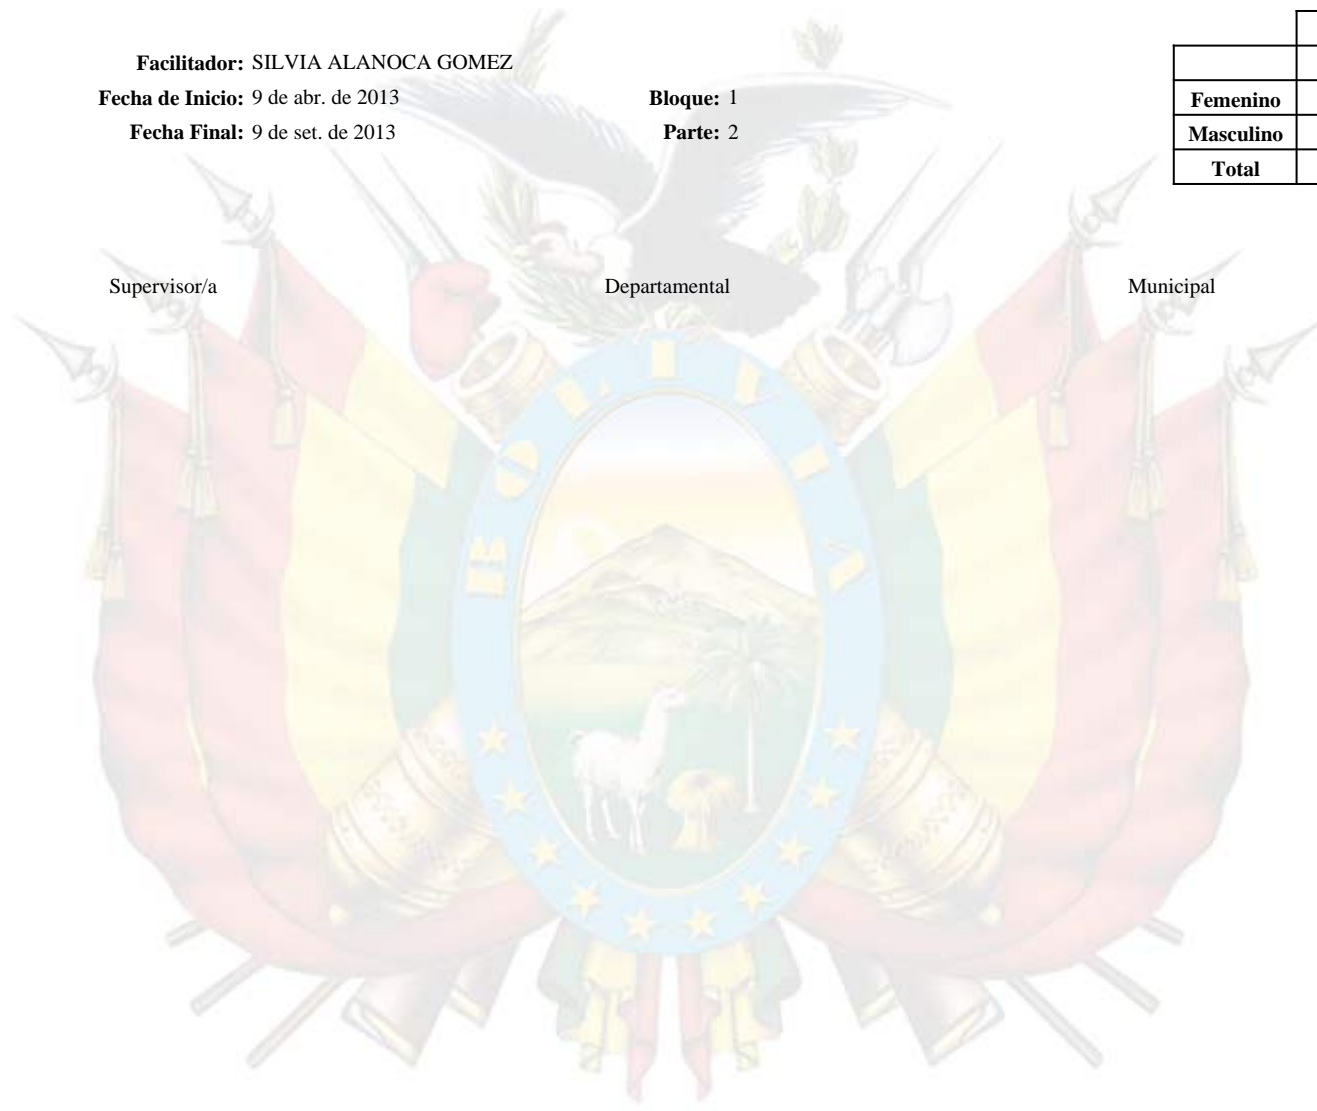 Facilitador: SILVIA ALANOCA GOMEZ
Fecha de Inicio: 9 de abr. de 2013 Bloque: 1
Fecha Final: 9 de set. de 2013 Parte: 2
Femenino
Masculino
Total
Supervisor/a Departamental Municipal
BOLIVIA